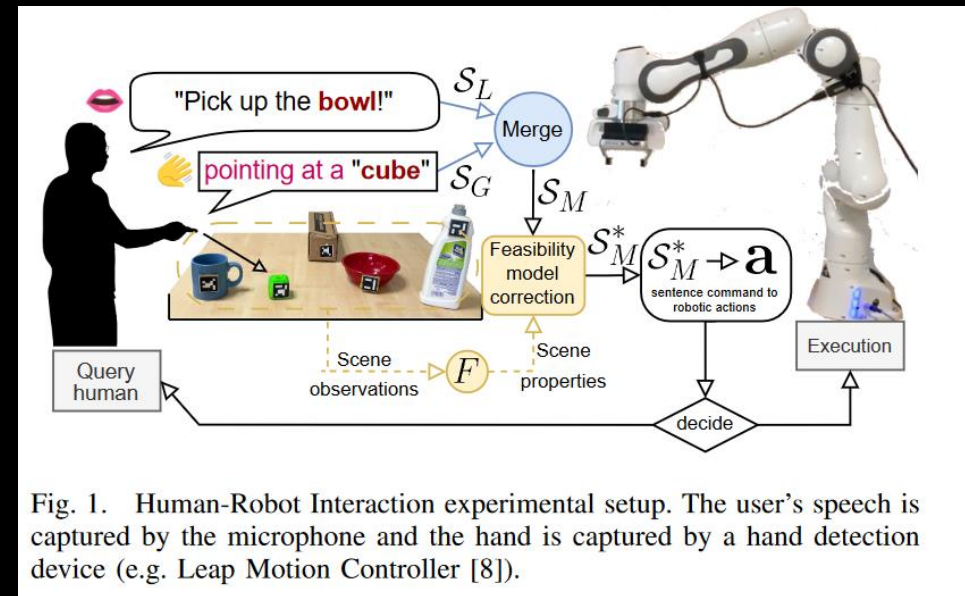 "Pick up the bowl!"
S_L
Merge
pointing at a "cube"
S_G
S_M
Feasibility
model
correction
S*_M
S*_M → a
sentence command to
robotic actions
Scene
observations
F
Scene
properties
Query
human
Execution
decide
Fig. 1. Human-Robot Interaction experimental setup. The user's speech is
captured by the microphone and the hand is captured by a hand detection
device (e.g. Leap Motion Controller [8]).